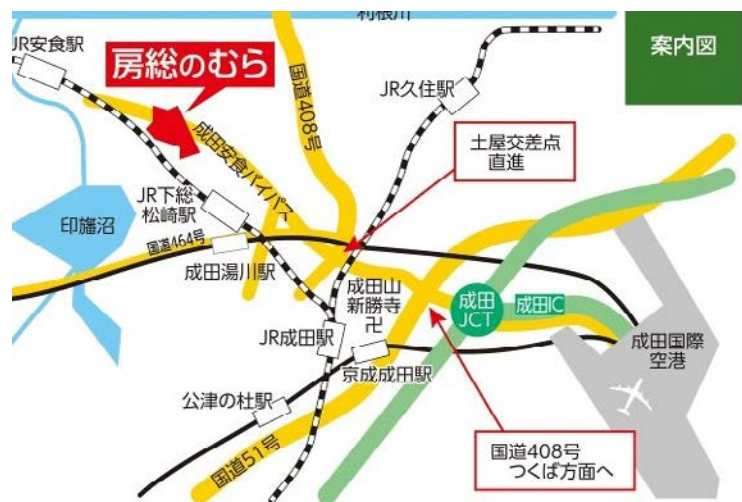 利根川
案内図
JR安食駅
房総のむら
国道408号
JR久住駅
成田安食バイパス
土屋交差点
直進
JR下総
松崎駅
印旛沼
国道464号
成田湯川駅
成田山
新勝寺
卍
成田
JCT
成田IC
JR成田駅
成田国際
空港
京成成田駅
公津の杜駅
国道51号
国道408号
つくば方面へ